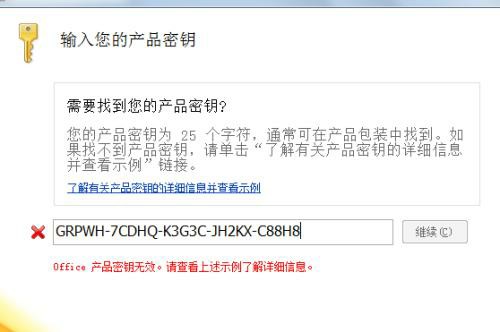 输入您的产品密钥
需要找到您的产品密钥?
您的产品密钥为 25 个字符，通常可在产品包装中找到。如
果找不到产品密钥，请单击“了解有关产品密钥的详细信息
并查看示例”链接。
了解有关产品密钥的详细信息并查看示例
GRPWH-7CDHQ-K3G3C-JH2KX-C88H8
继续(C)
Office 产品密钥无效。请查看上述示例了解详细信息。